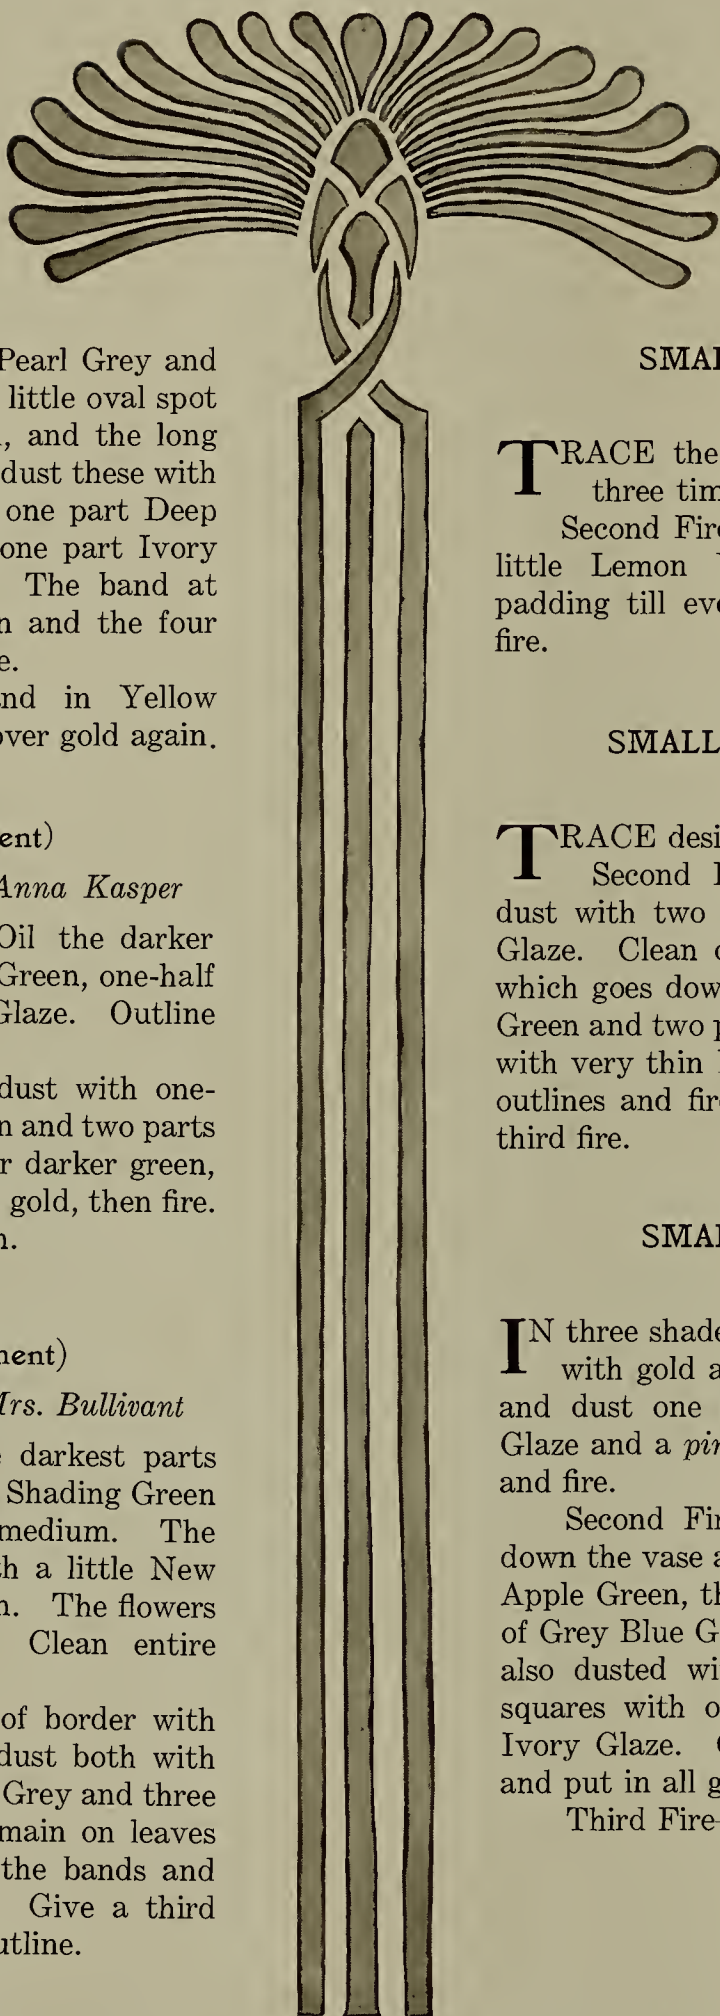 Pearl Grey and
little oval spot
, and the long
dust these with
one part Deep
one part Ivory
The band at
n and the four
e.
nd in Yellow
over gold again.
ent)
Anna Kasper
Oil the darker
Green, one-half
Glaze. Outline
dust with one-
n and two parts
r darker green,
gold, then fire.
n.
nent)
Mrs. Bullivant
darkest parts
Shading Green
medium. The
h a little New
n. The flowers
Clean entire
of border with
dust both with
Grey and three
main on leaves
the bands and
Give a third
utline.
SMAL
TRACE the
three tim
Second Fire
little Lemon
padding till eve
fire.
SMALL
TRACE desi
Second
dust with two
Glaze. Clean
which goes dow
Green and two p
with very thin
outlines and fir
third fire.
SMAL
IN three shade
with gold a
and dust one
Glaze and a pin
and fire.
Second Fir
down the vase a
Apple Green, th
of Grey Blue G
also dusted wi
squares with o
Ivory Glaze.
and put in all g
Third Fire-